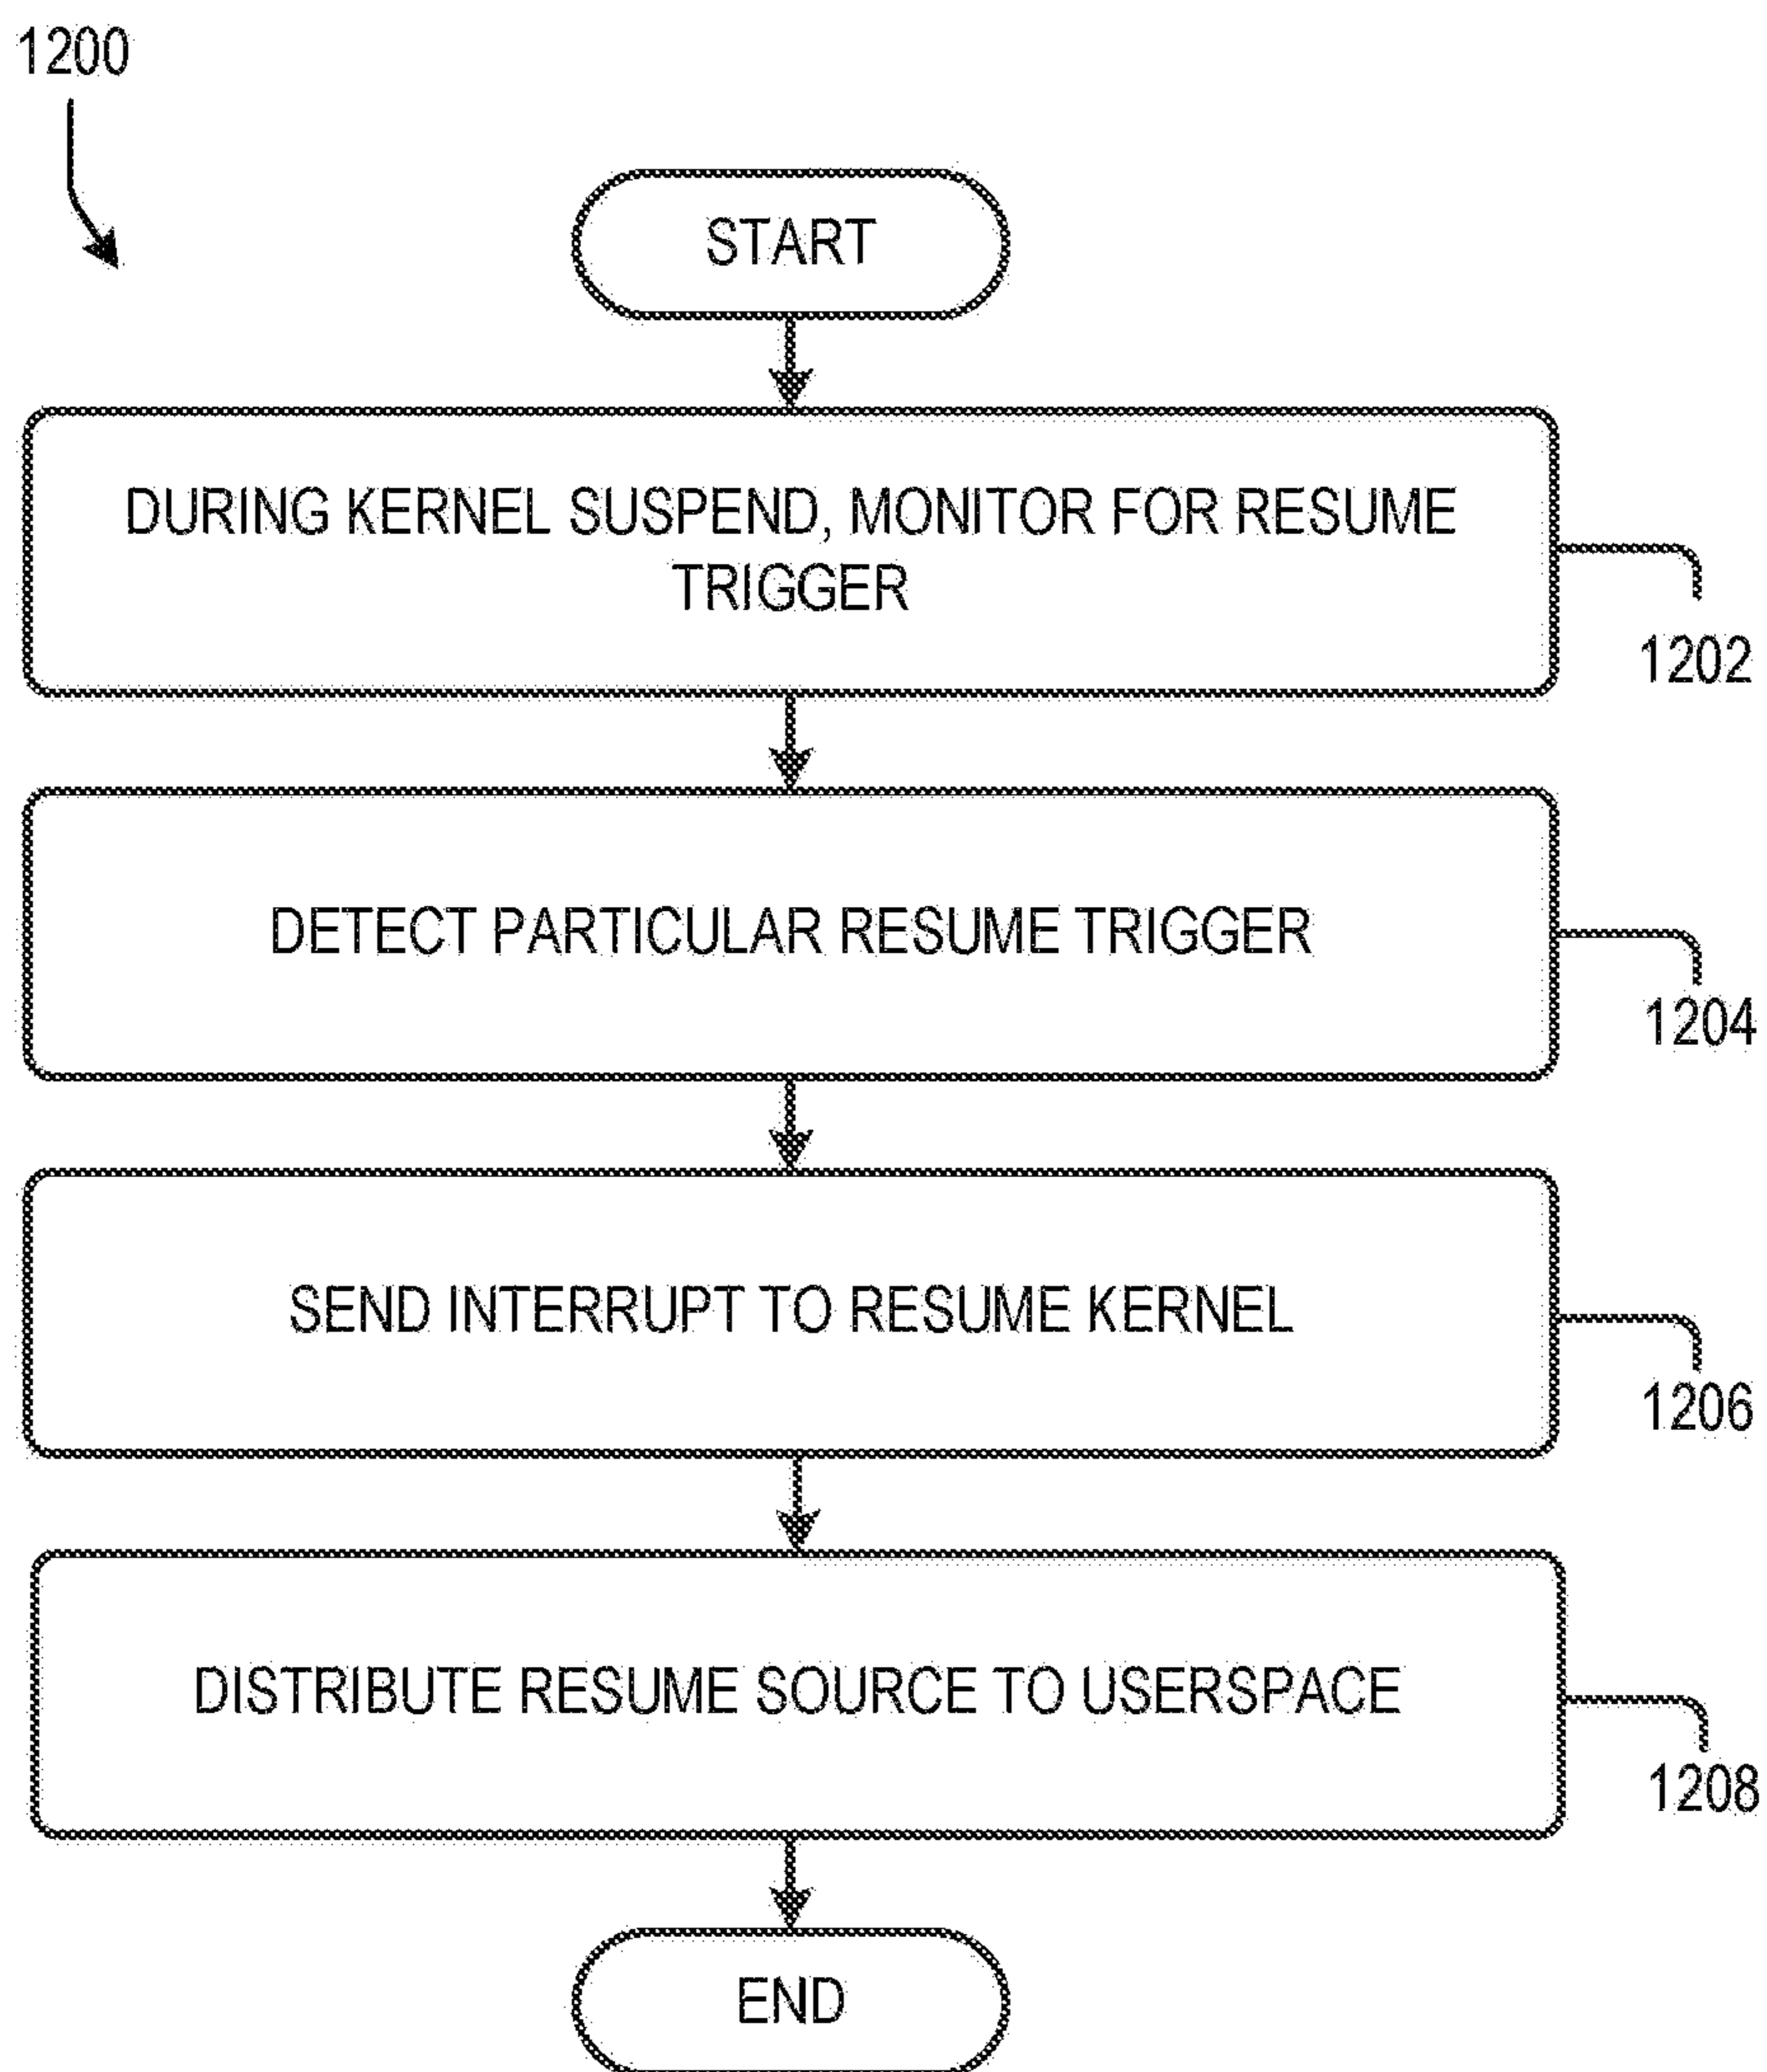 1200
START
DURING KERNEL SUSPEND, MONITOR FOR RESUME
TRIGGER
1202
DETECT PARTICULAR RESUME TRIGGER
1204
SEND INTERRUPT TO RESUME KERNEL
1206
DISTRIBUTE RESUME SOURCE TO USERSPACE
1208
END